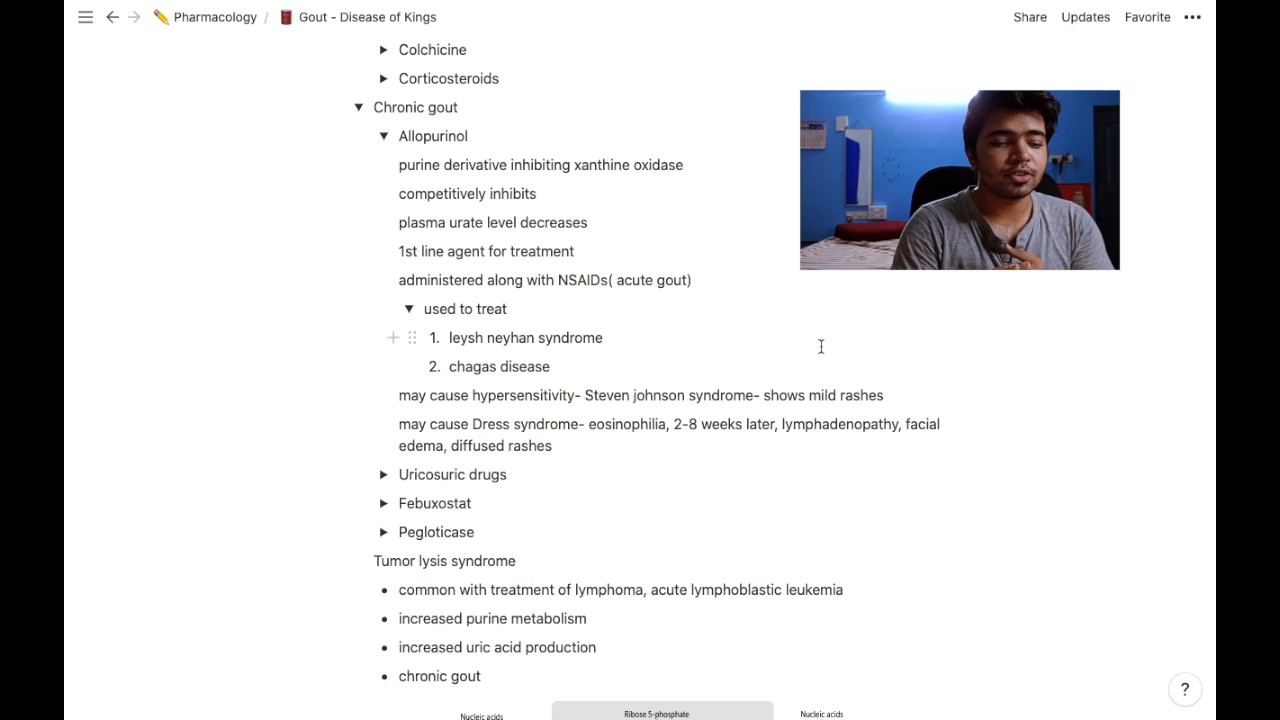 Pharmacology / Gout - Disease of Kings
Share Updates Favorite
Colchicine
Corticosteroids
Chronic gout
Allopurinol
purine derivative inhibiting xanthine oxidase
competitively inhibits
plasma urate level decreases
1st line agent for treatment
administered along with NSAIDs( acute gout)
used to treat
1. leysh neyhan syndrome
2. chagas disease
may cause hypersensitivity- Steven johnson syndrome- shows mild rashes
may cause Dress syndrome- eosinophilia, 2-8 weeks later, lymphadenopathy, facial
edema, diffused rashes
Uricosuric drugs
Febuxostat
Pegloticase
Tumor lysis syndrome
• common with treatment of lymphoma, acute lymphoblastic leukemia
• increased purine metabolism
• increased uric acid production
• chronic gout
?
Nucleic acids Ribose 5-phosphate Nucleic acids